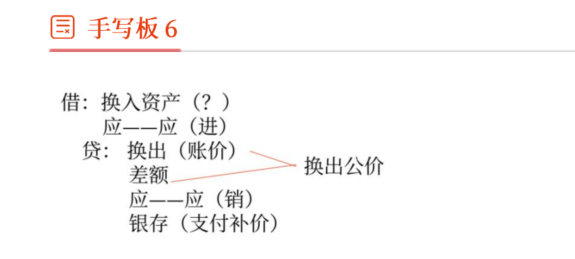 手写板 6
借：换入资产（？）
应——应（进）
贷： 换出（账价）
差额
换出公价
应——应（销）
银存（支付补价）